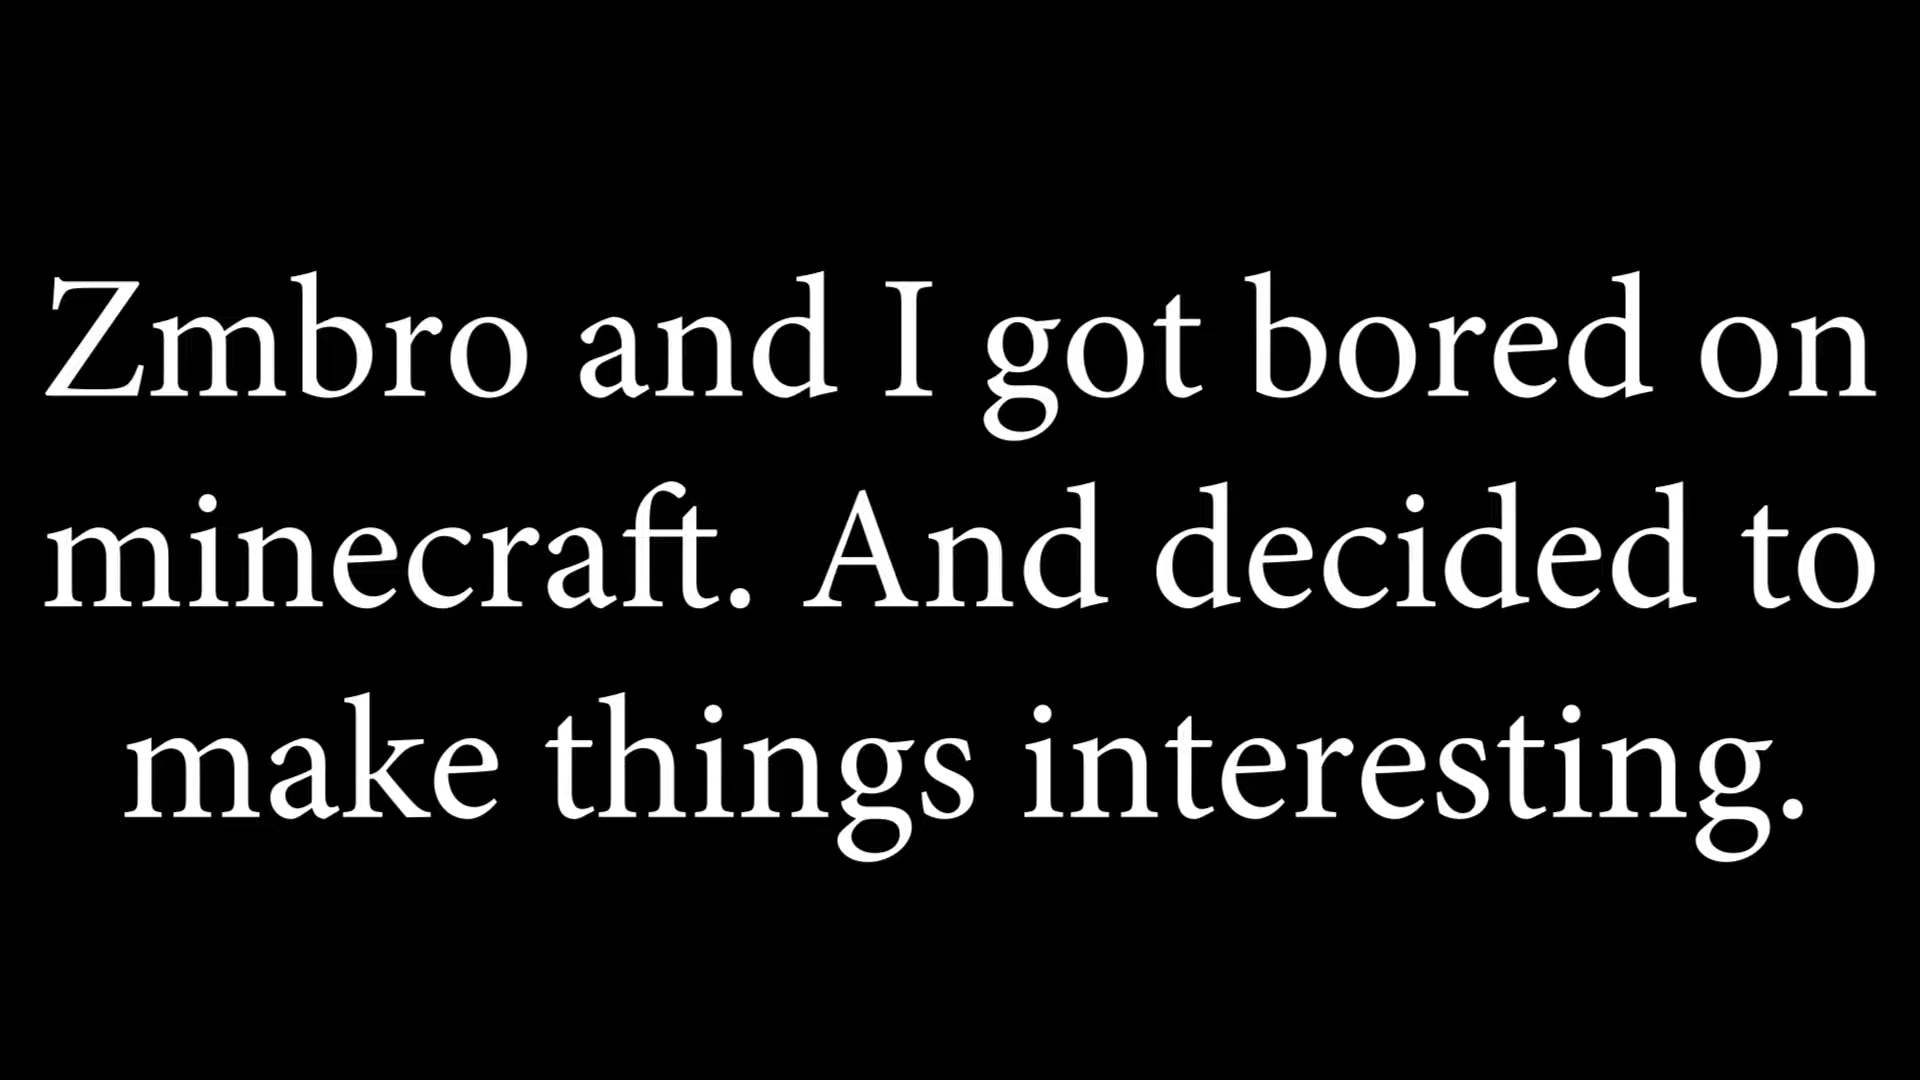 Zmbro and I got bored on
minecraft. And decided to
make things interesting.